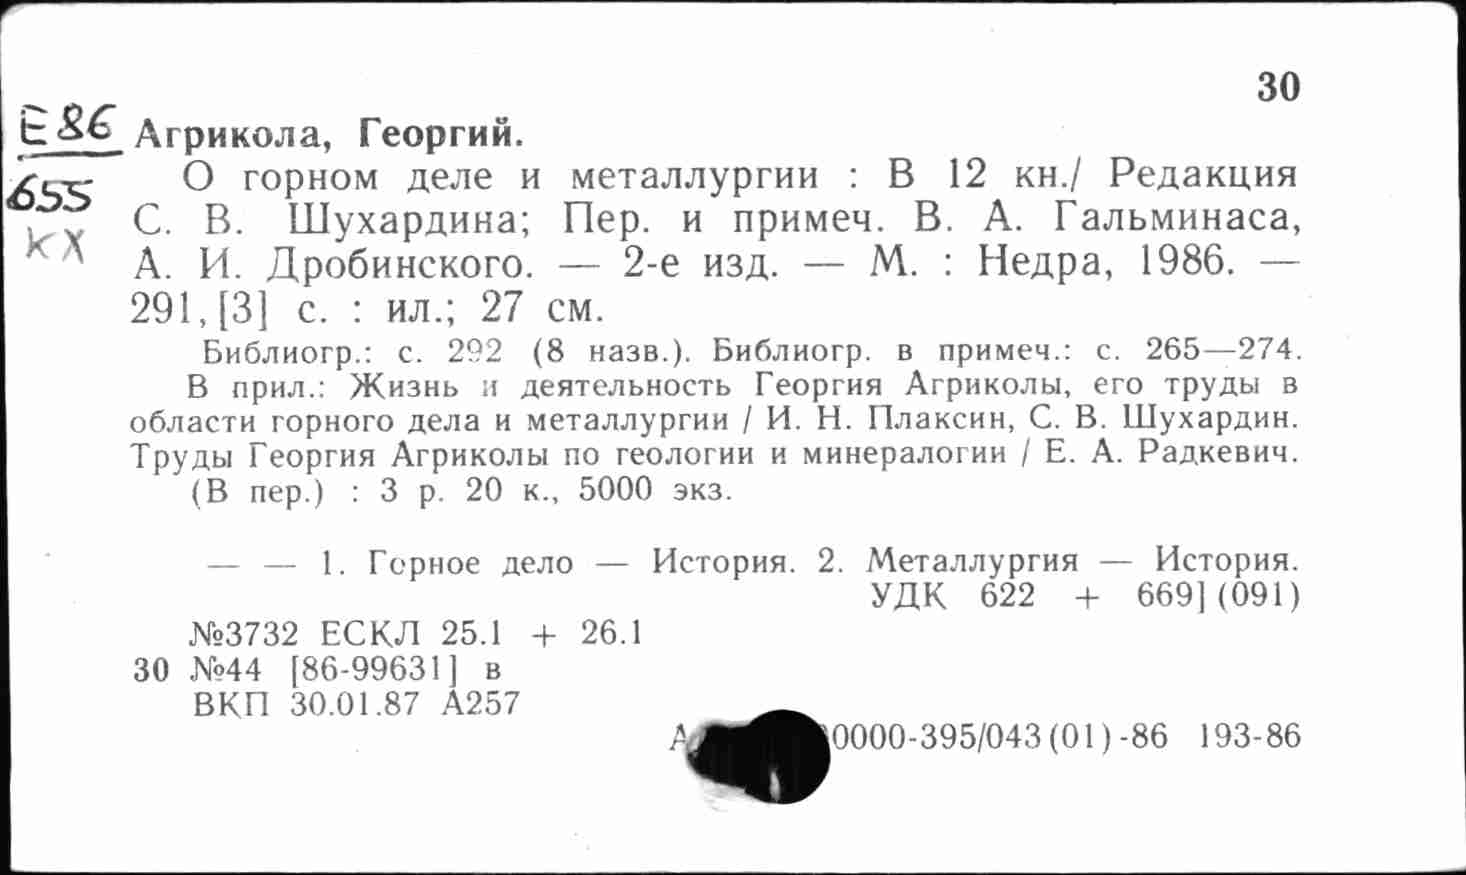 30
Е86
655
КХ
Агрикола, Георгий.
О горном деле и металлургии : В 12 кн./ Редакция
С. В. Шухардина; Пер. и примеч. В. А. Гальминаса,
А. И. Дробинского. — 2-е изд. — М. : Недра, 1986. —
291,[3] с. : ил.; 27 см.
Библиогр.: с. 292 (8 назв.). Библиогр. в примеч.: с. 265—274.
В прил.: Жизнь и деятельность Георгия Агриколы, его труды в
области горного дела и металлургии / И. Н. Плаксин, С. В. Шухардин.
Труды Георгия Агриколы по геологии и минералогии / Е. А. Радкевич.
(В пер.) : 3 р. 20 к., 5000 экз.
— — 1. Горное дело — История. 2. Металлургия — История.
УДК 622 + 669](091)
№3732 ЕСКЛ 25.1 + 26.1
30 №44 [86-99631] в
ВКП 30.01.87 А257
0000-395/043(01)-86 193-86